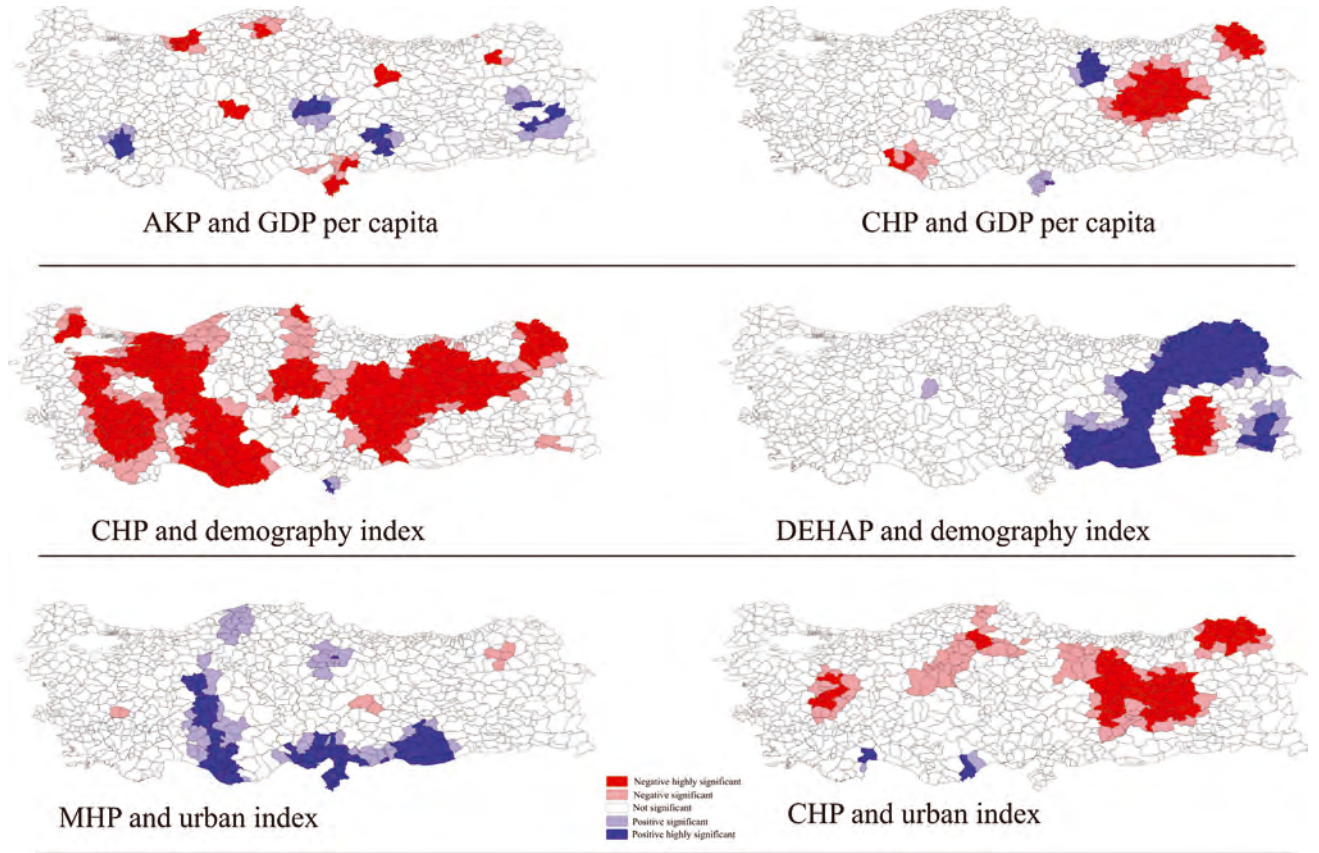 AKP and GDP per capita
CHP and GDP per capita
CHP and demography index
DEHAP and demography index
MHP and urban index
Negative highly significant
Negative significant
Not significant
Positive significant
Positive highly significant
CHP and urban index